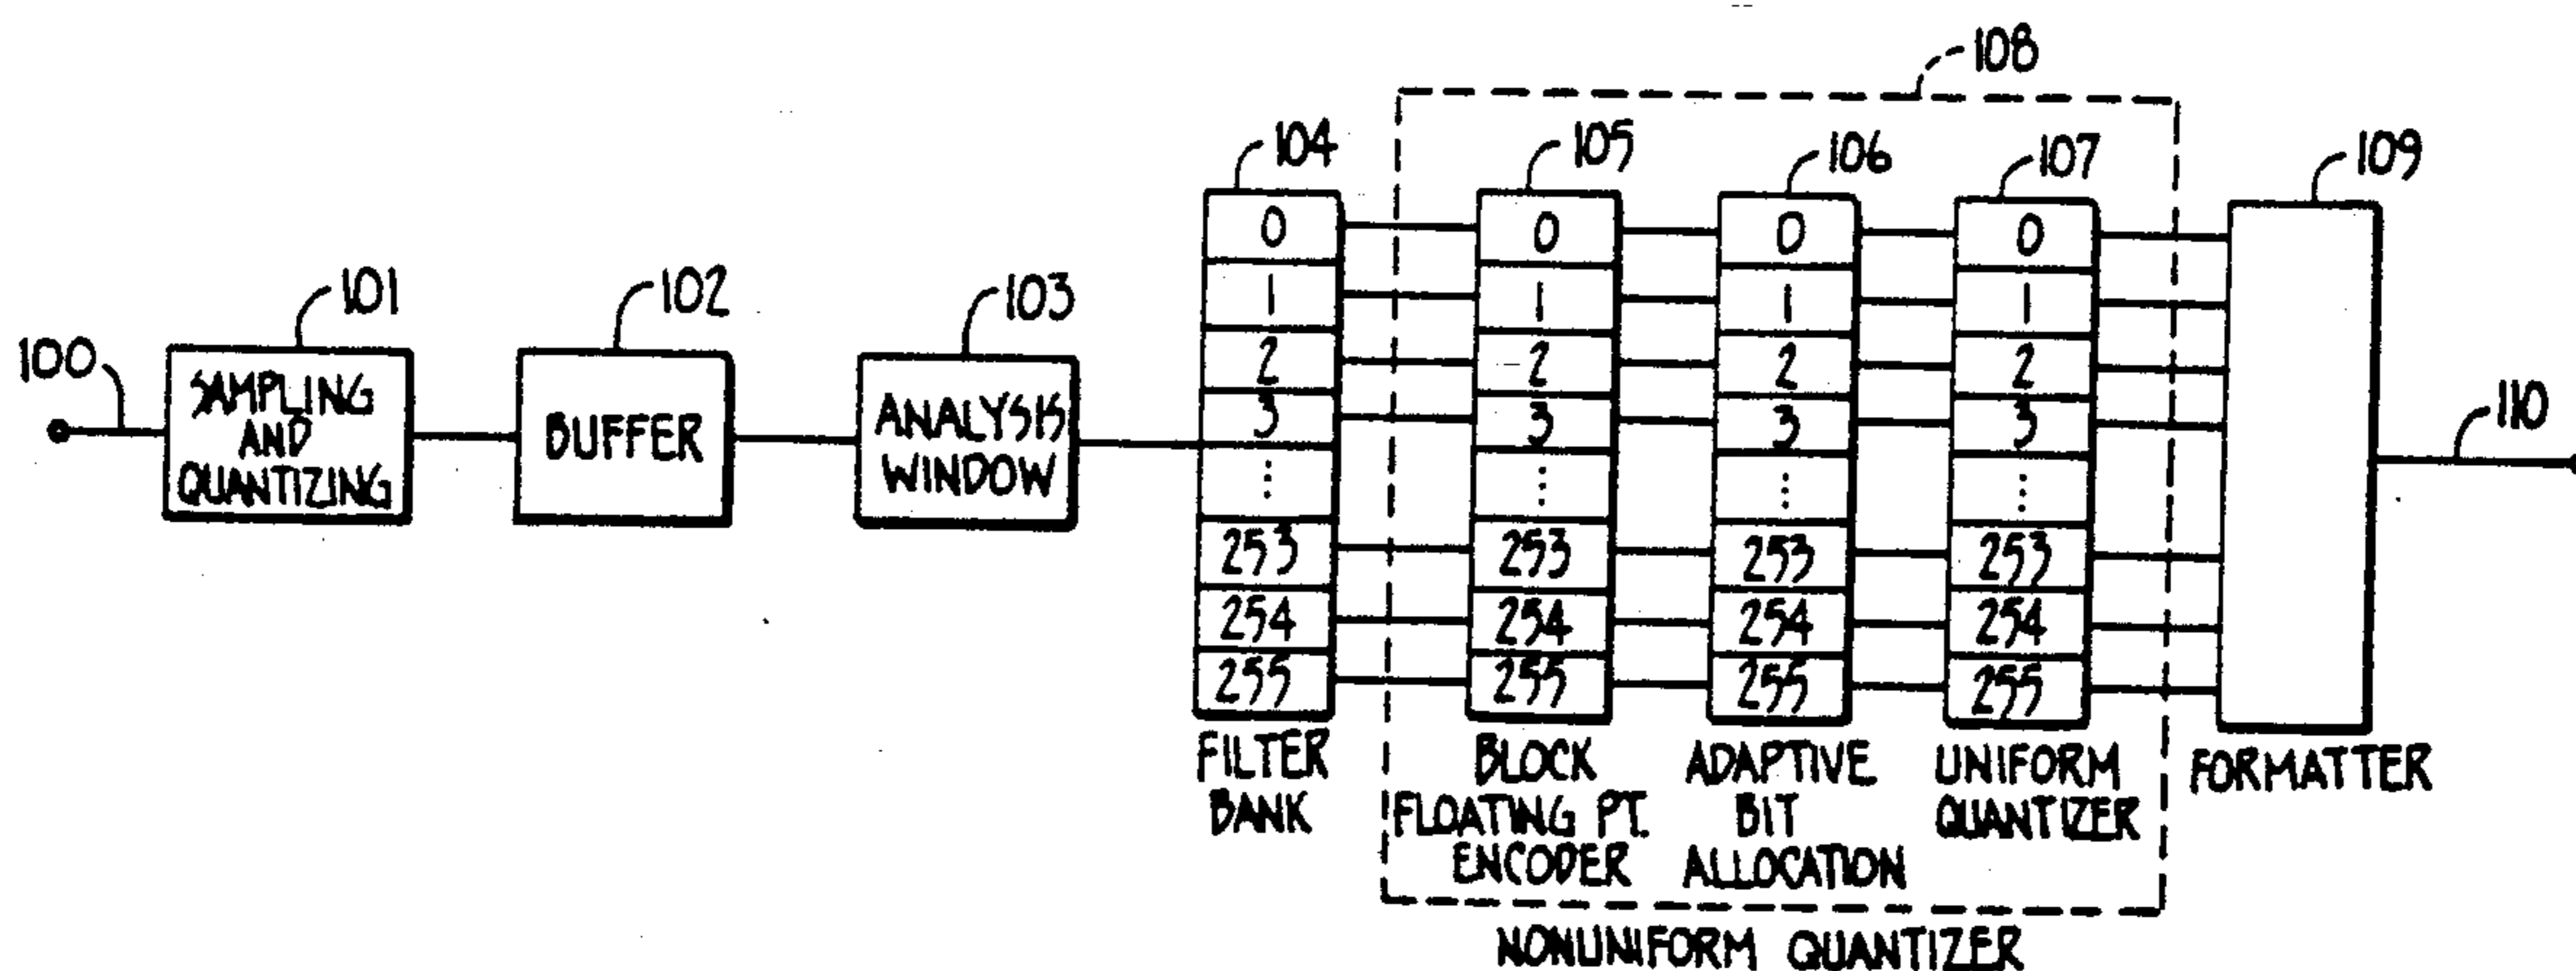 108
104
105
106
107
109
0 0 0 0
1 1 1 1
2 2 2 2
3 3 3 3
⋮ ⋮ ⋮ ⋮
253 253 253 253
254 254 254 254
255 255 255 255
100
101
102
103
110
SAMPLING
AND
QUANTIZING
BUFFER
ANALYSIS
WINDOW
FILTER
BANK
BLOCK
FLOATING PT.
ENCODER
ADAPTIVE
BIT
ALLOCATION
UNIFORM
QUANTIZER
FORMATTER
NONUNIFORM QUANTIZER